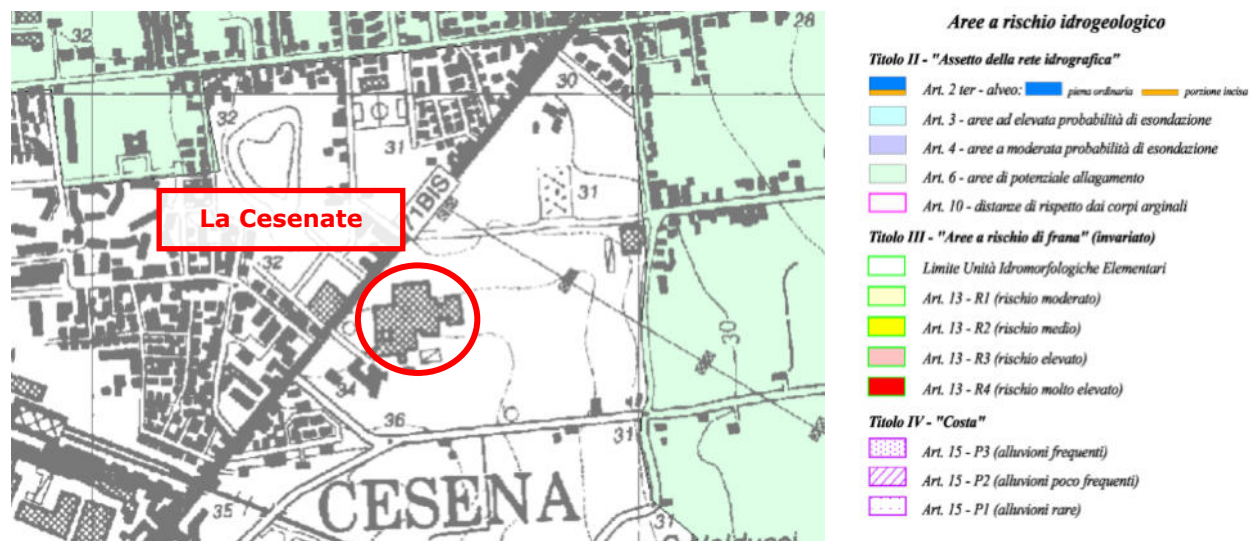 32
28
30
32
31
31
71BIS
La Cesenate
32
30
34
36
31
35
CESENA
31
Aree a rischio idrogeologico
Titolo II - "Assetto della rete idrografica"
Art. 2 ter - alveo: piena ordinaria porzione incisa
Art. 3 - aree ad elevata probabilità di esondazione
Art. 4 - aree a moderata probabilità di esondazione
Art. 6 - aree di potenziale allagamento
Art. 10 - distanze di rispetto dai corpi arginali
Titolo III - "Aree a rischio di frana" (invariato)
Limite Unità Idromorfologiche Elementari
Art. 13 - R1 (rischio moderato)
Art. 13 - R2 (rischio medio)
Art. 13 - R3 (rischio elevato)
Art. 13 - R4 (rischio molto elevato)
Titolo IV - "Costa"
Art. 15 - P3 (alluvioni frequenti)
Art. 15 - P2 (alluvioni poco frequenti)
Art. 15 - P1 (alluvioni rare)